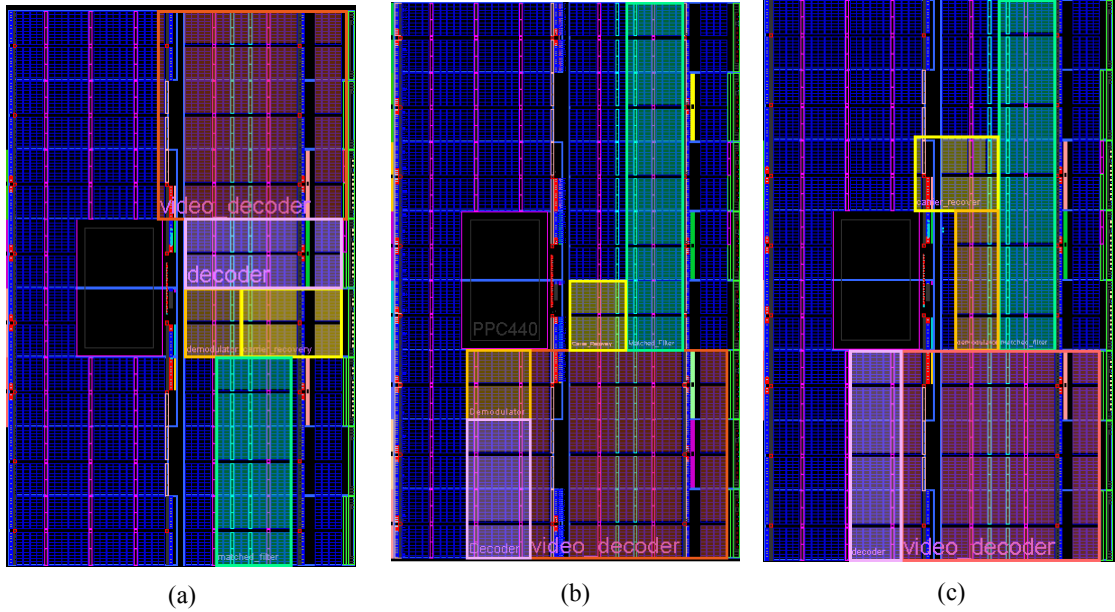 video_decoder
decoder
demodulator carrier_recovery
matched_filter
(a)
PPC440
Carrier_Recovery Matched_Filter
Demodulator
Decoder video_decoder
(b)
carrier_recover
demodulator matched_filter
decoder video_decoder
(c)